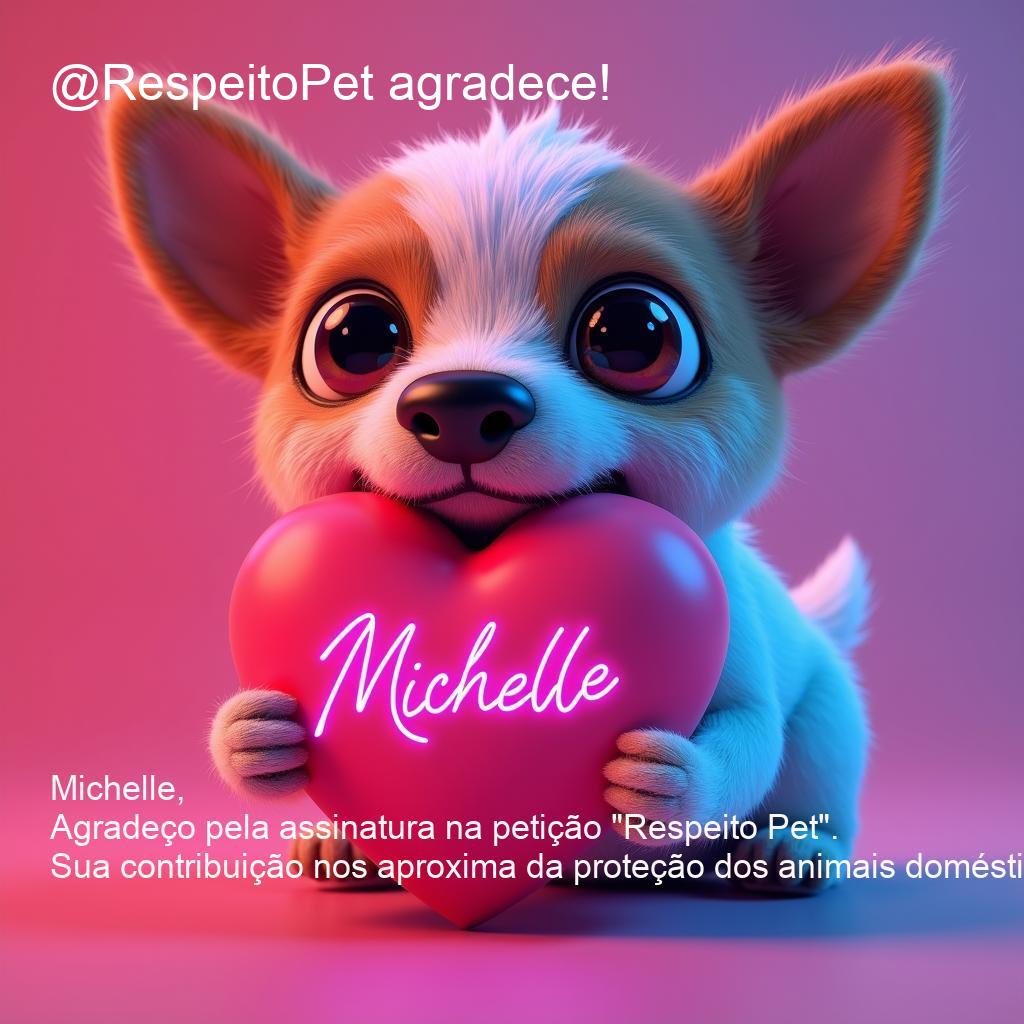 @RespeitoPet agradece!
Michelle
Michelle,
Agradeço pela assinatura na petição "Respeito Pet".
Sua contribuição nos aproxima da proteção dos animais domésti